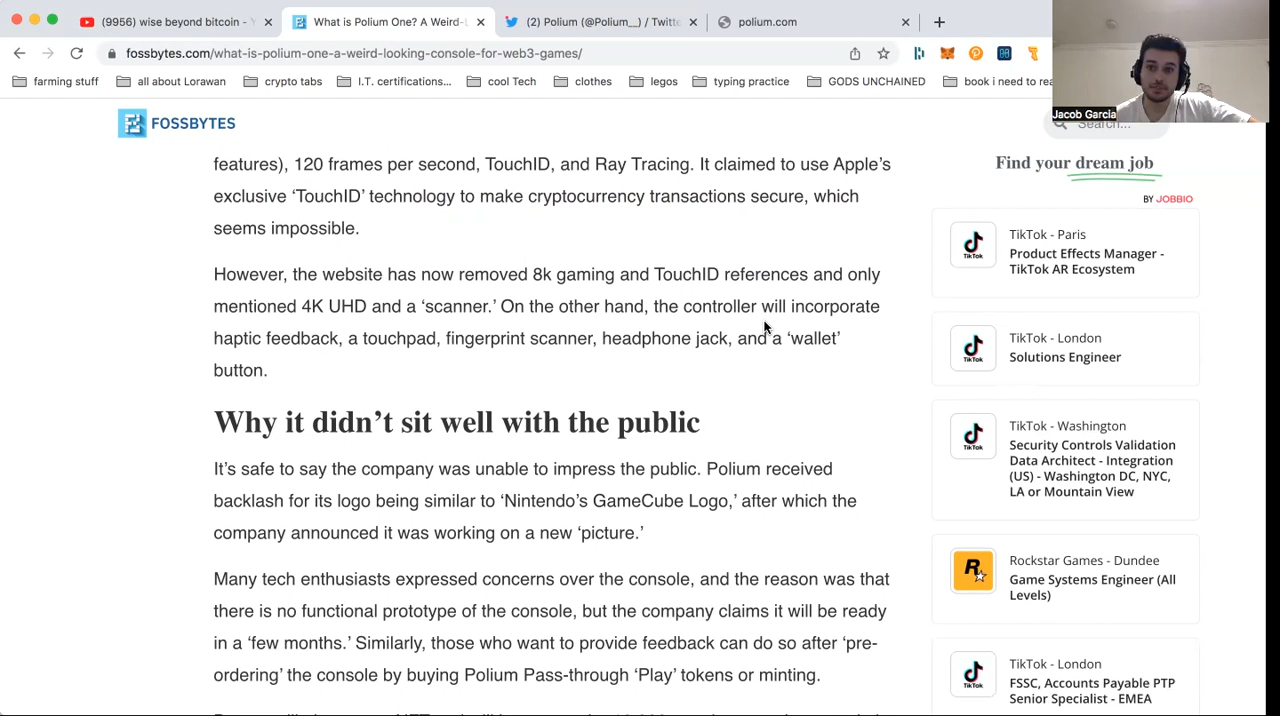 (9956) wise beyond bitcoin - Y
What is Polium One? A Weird-L
(2) Polium (@Polium__) / Twitte
polium.com
fossbytes.com/what-is-polium-one-a-weird-looking-console-for-web3-games/
farming stuff
all about Lorawan
crypto tabs
I.T. certifications...
cool Tech
clothes
legos
typing practice
GODS UNCHAINED
book i need to rea
Jacob Garcia
FOSSBYTES
Search...
features), 120 frames per second, TouchID, and Ray Tracing. It claimed to use Apple’s
exclusive ‘TouchID’ technology to make cryptocurrency transactions secure, which
seems impossible.
However, the website has now removed 8k gaming and TouchID references and only
mentioned 4K UHD and a ‘scanner.’ On the other hand, the controller will incorporate
haptic feedback, a touchpad, fingerprint scanner, headphone jack, and a ‘wallet’
button.
Why it didn’t sit well with the public
It’s safe to say the company was unable to impress the public. Polium received
backlash for its logo being similar to ‘Nintendo’s GameCube Logo,’ after which the
company announced it was working on a new ‘picture.’
Many tech enthusiasts expressed concerns over the console, and the reason was that
there is no functional prototype of the console, but the company claims it will be ready
in a ‘few months.’ Similarly, those who want to provide feedback can do so after ‘pre-
ordering’ the console by buying Polium Pass-through ‘Play’ tokens or minting.
Find your dream job
BY JOBBIO
TikTok - Paris
Product Effects Manager -
TikTok AR Ecosystem
TikTok - London
Solutions Engineer
TikTok - Washington
Security Controls Validation
Data Architect - Integration
(US) - Washington DC, NYC,
LA or Mountain View
Rockstar Games - Dundee
Game Systems Engineer (All
Levels)
TikTok - London
FSSC, Accounts Payable PTP
Senior Specialist - EMEA